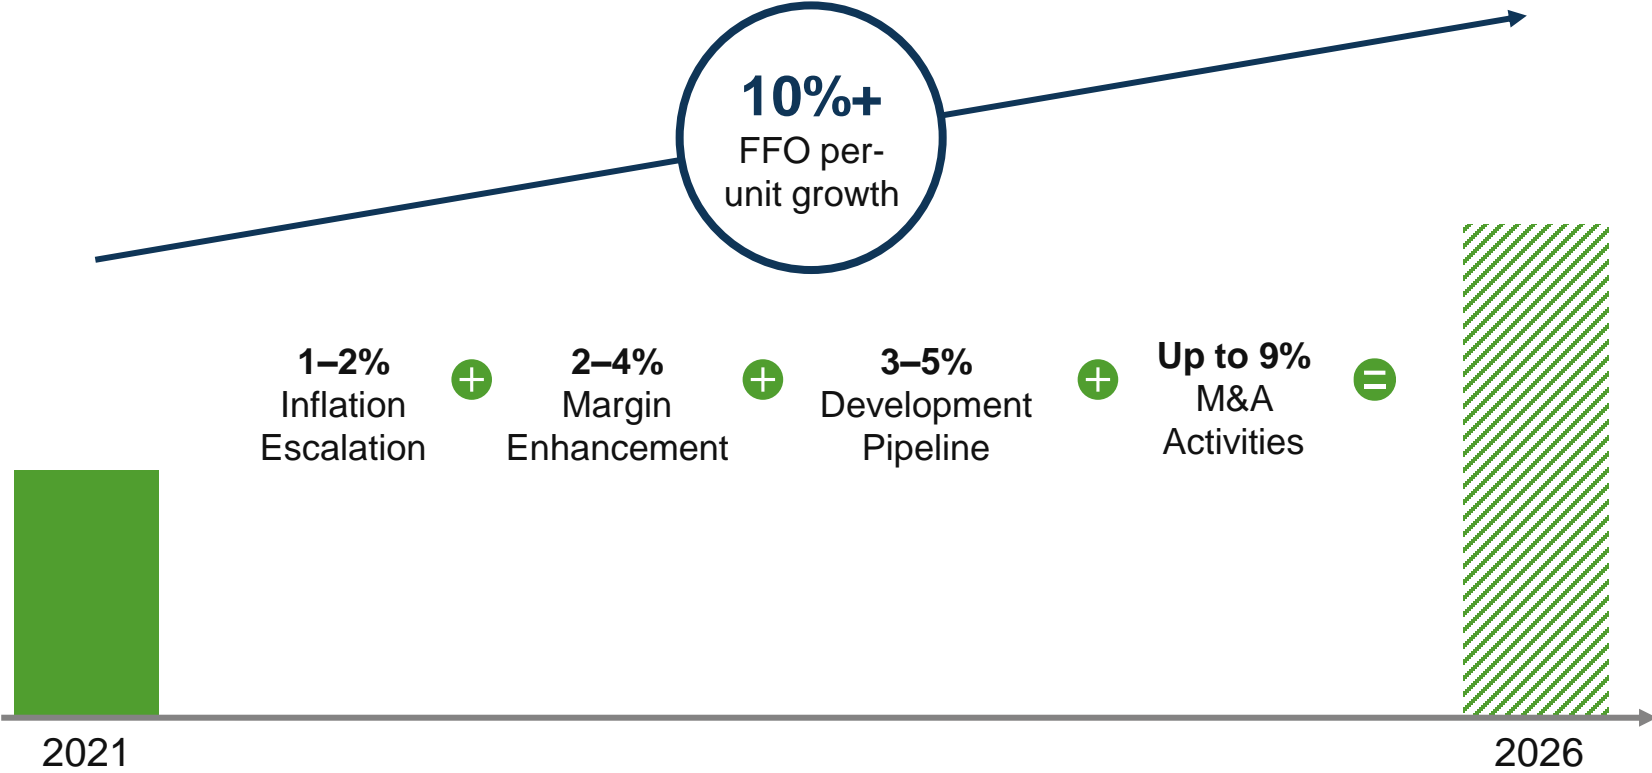 10%+
FFO per-
unit growth
1–2%
Inflation
Escalation
+
2–4%
Margin
Enhancement
+
3–5%
Development
Pipeline
+
Up to 9%
M&A
Activities
=
2021
2026